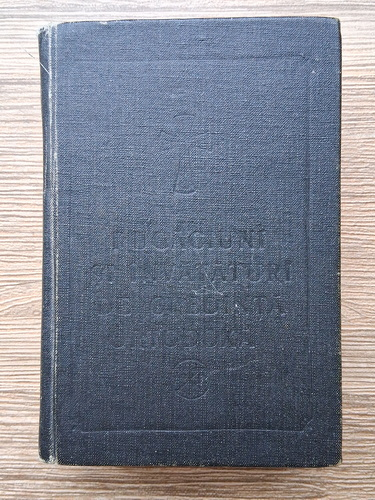 RUGĂCIUNI
ȘI ÎNVĂȚĂTURI
DE CREDINȚĂ
ORTODOXĂ